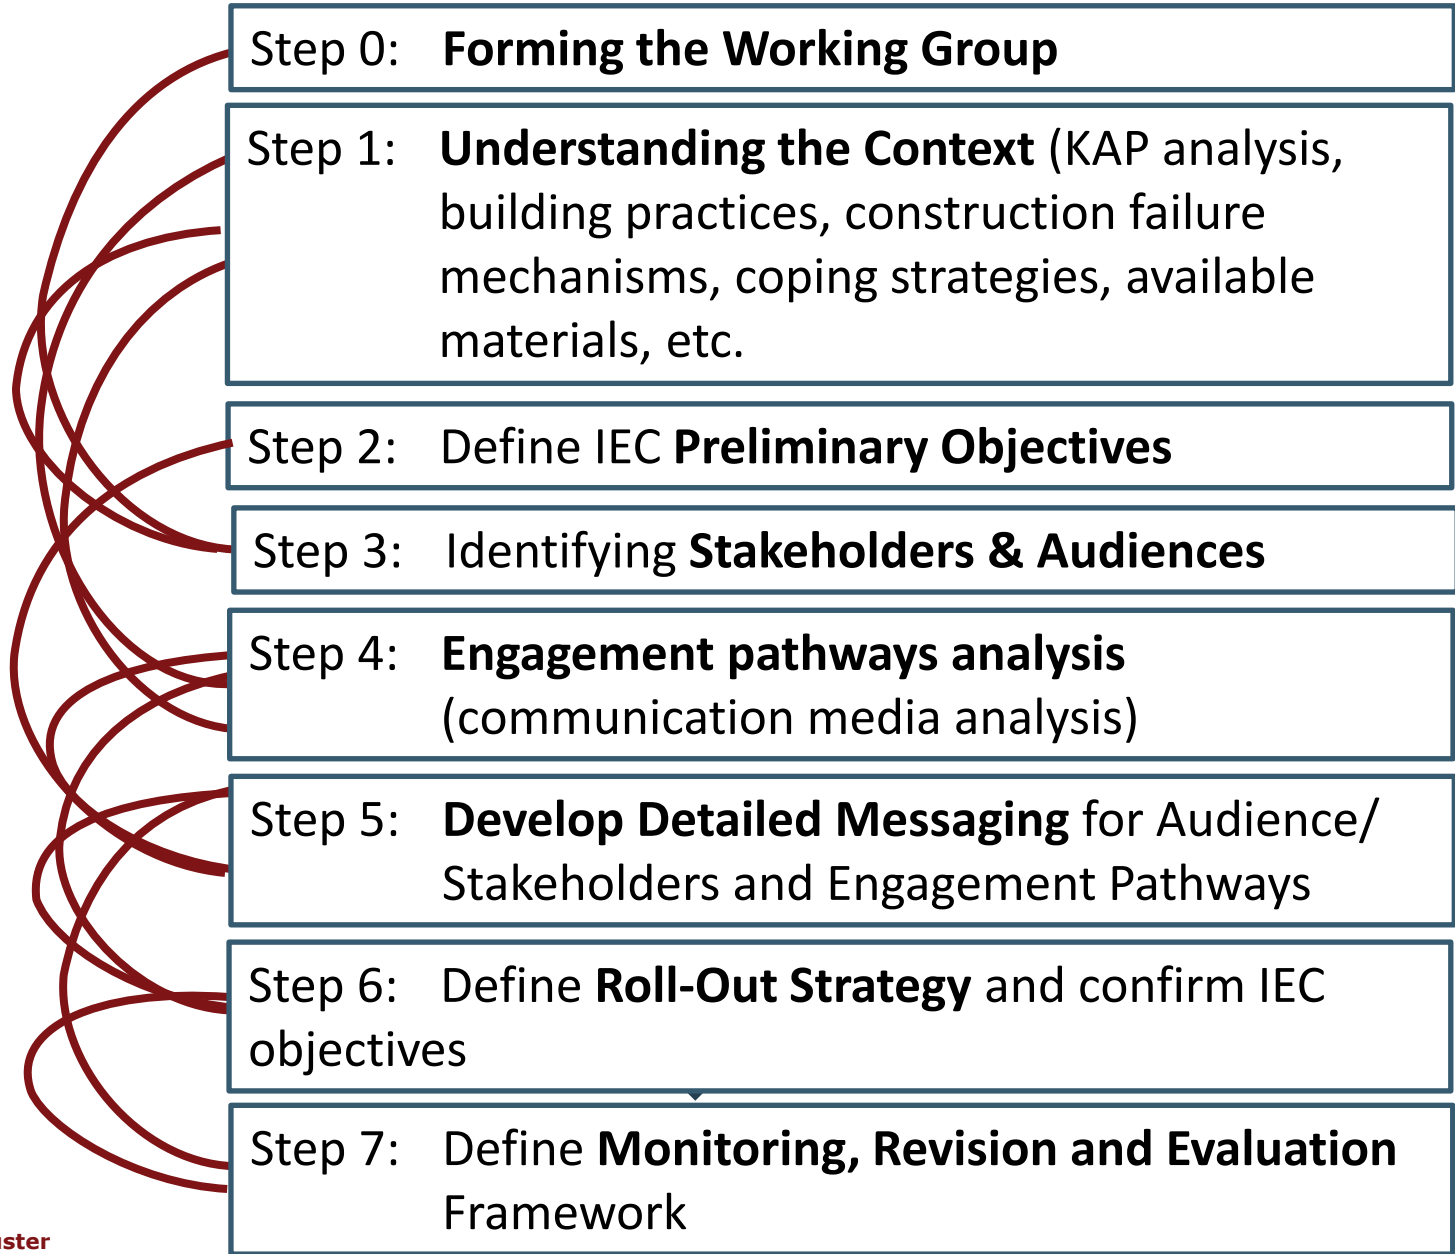 Step 0: Forming the Working Group
Step 1: Understanding the Context (KAP analysis,
building practices, construction failure
mechanisms, coping strategies, available
materials, etc.
Step 2: Define IEC Preliminary Objectives
Step 3: Identifying Stakeholders & Audiences
Step 4: Engagement pathways analysis
(communication media analysis)
Step 5: Develop Detailed Messaging for Audience/
Stakeholders and Engagement Pathways
Step 6: Define Roll-Out Strategy and confirm IEC
objectives
Step 7: Define Monitoring, Revision and Evaluation
Framework